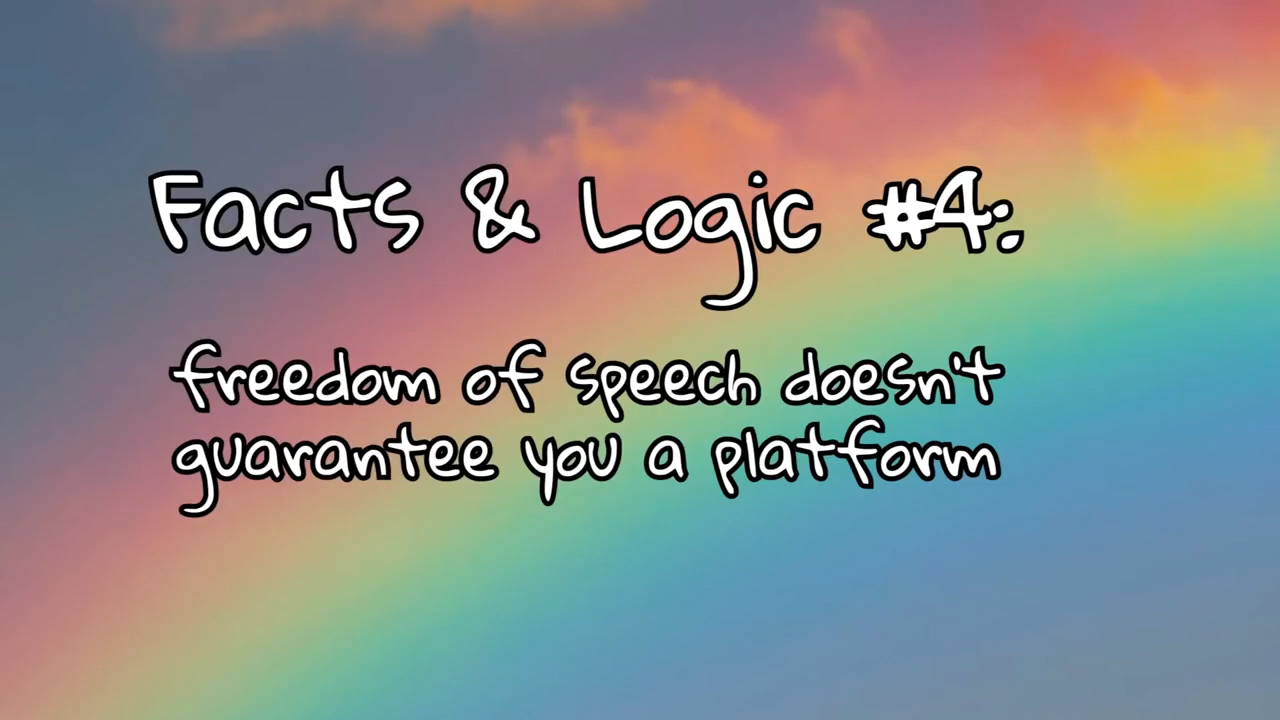 Facts & Logic #4:
freedom of speech doesn't
guarantee you a platform